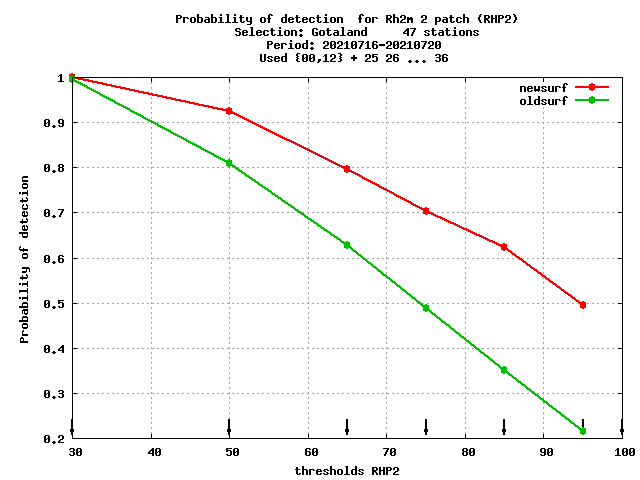 Probability of detection  for Rh2m 2 patch (RHP2)
Selection: Gotaland     47 stations
Period: 20210716-20210720
Used {00,12} + 25 26 ... 36
newsurf
oldsurf
1
0.9
0.8
0.7
0.6
0.5
0.4
0.3
0.2
Probability of detection
30 40 50 60 70 80 90 100
thresholds RHP2